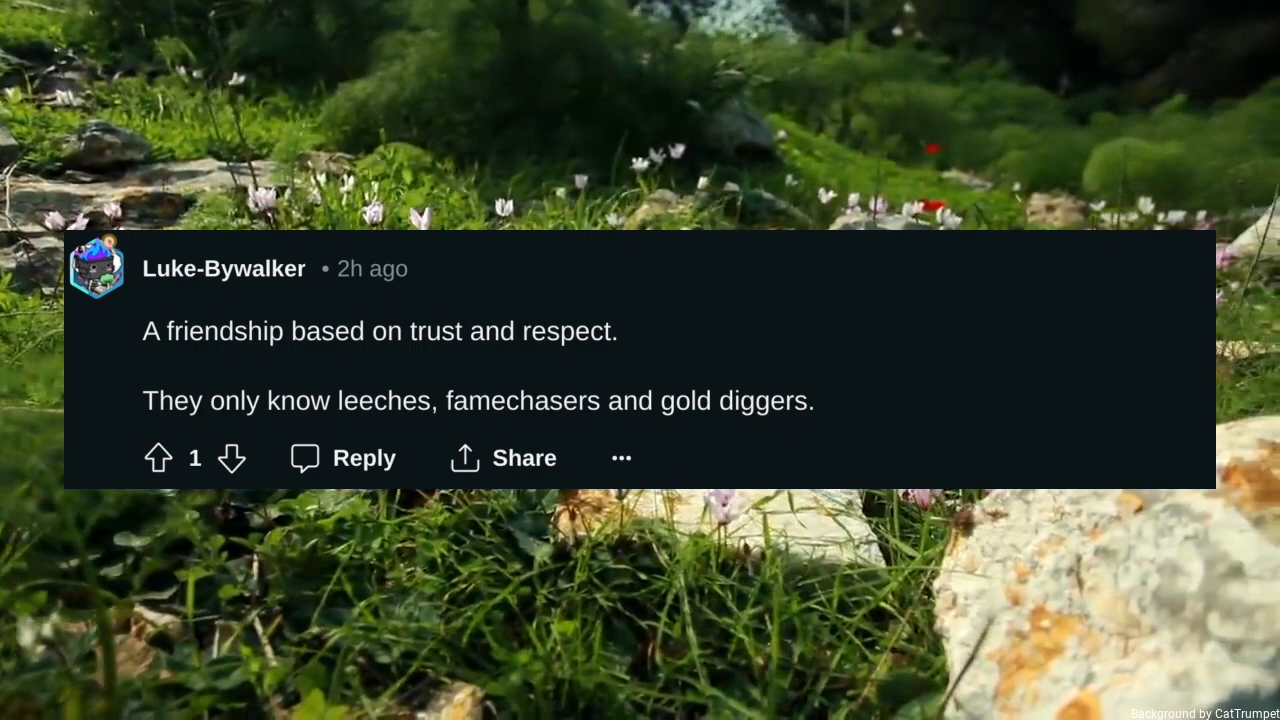 Luke-Bywalker • 2h ago
A friendship based on trust and respect.
They only know leeches, famechasers and gold diggers.
1 Reply Share ...
Background by CatTrumpet